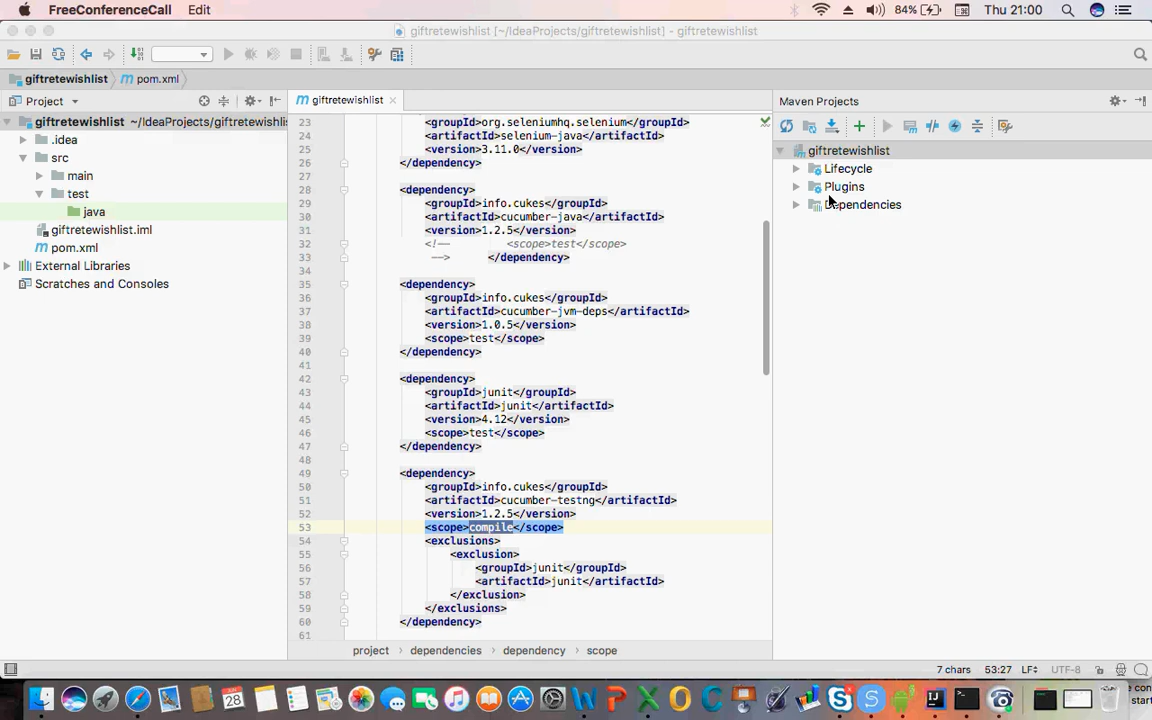 FreeConferenceCall Edit 84% Thu 21:00
giftretewishlist [~/IdeaProjects/giftretewishlist] - giftretewishlist
giftretewishlist pom.xml
Project
giftretewishlist ~/IdeaProjects/giftretewishli
.idea
src
main
test
java
giftretewishlist.iml
pom.xml
External Libraries
Scratches and Consoles
giftretewishlist
23 <groupId>org.seleniumhq.selenium</groupId>
24 <artifactId>selenium-java</artifactId>
25 <version>3.11.0</version>
26 </dependency>
27
28 <dependency>
29 <groupId>info.cukes</groupId>
30 <artifactId>cucumber-java</artifactId>
31 <version>1.2.5</version>
32 <!-- <scope>test</scope>
33 --> </dependency>
34
35 <dependency>
36 <groupId>info.cukes</groupId>
37 <artifactId>cucumber-jvm-deps</artifactId>
38 <version>1.0.5</version>
39 <scope>test</scope>
40 </dependency>
41
42 <dependency>
43 <groupId>junit</groupId>
44 <artifactId>junit</artifactId>
45 <version>4.12</version>
46 <scope>test</scope>
47 </dependency>
48
49 <dependency>
50 <groupId>info.cukes</groupId>
51 <artifactId>cucumber-testng</artifactId>
52 <version>1.2.5</version>
53 <scope>compile</scope>
54 <exclusions>
55 <exclusion>
56 <groupId>junit</groupId>
57 <artifactId>junit</artifactId>
58 </exclusion>
59 </exclusions>
60 </dependency>
61
project dependencies dependency scope
Maven Projects
giftretewishlist
Lifecycle
Plugins
Dependencies
7 chars 53:27 LF UTF-8